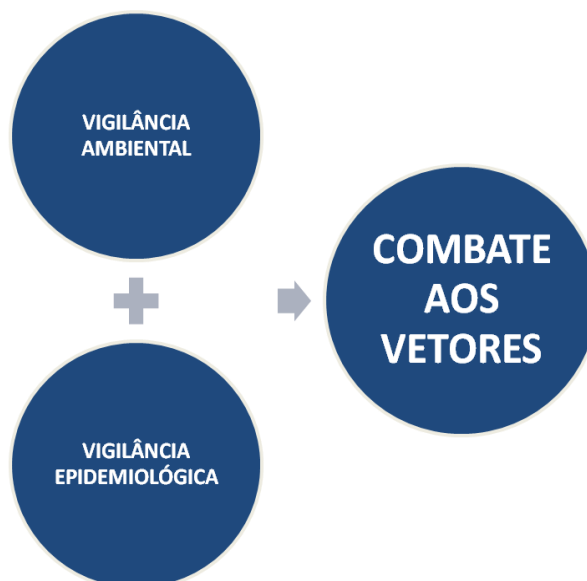 VIGILÂNCIA
AMBIENTAL
VIGILÂNCIA
EPIDEMIOLÓGICA
COMBATE
AOS
VETORES